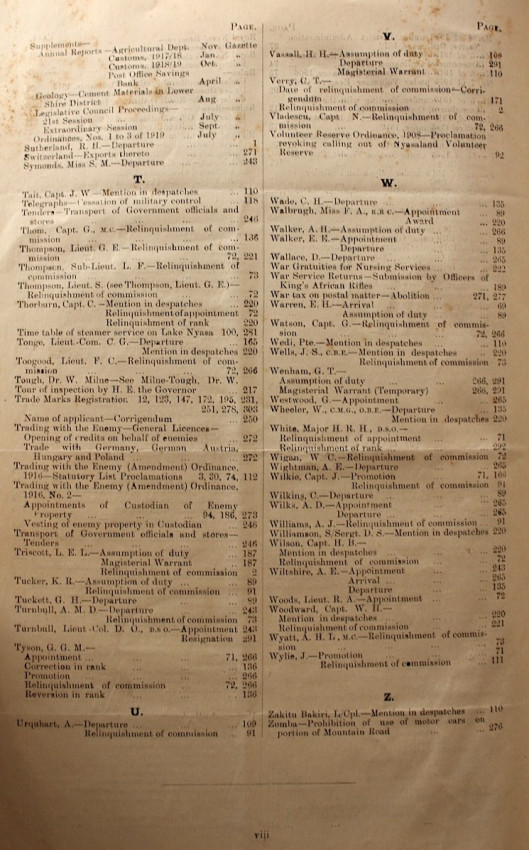 PAGE.
Supplements—
Annual Reports—Agricultural Dept. Nov. Gazette
Customs, 1917/18 Jan. „
Customs, 1918/19 Oct. „
Post Office Savings
Bank ... April „
Geology—Cement Materials in Lower
Shire District ... Aug „
Legislative Council Proceedings—
21st Session ... July „
Extraordinary Session ... Sept. „
Ordinances, Nos. 1 to 3 of 1919 ... July „
Sutherland, R. H.—Departure ... 1
Switzerland—Exports thereto ... 271
Symonds, Miss S. M.—Departure ... 243
T.
Tait, Capt. J. W—Mention in despatches ... 110
Telegraphs—Cessation of military control 118
Tenders—Transport of Government officials and
stores ... 246
Thom, Capt. G., M.C.—Relinquishment of com-
mission ... 136
Thompson, Lieut. G. E.—Relinquishment of com-
mission ... 72, 221
Thompson, Sub-Lieut. L. F.—Relinquishment of
commission ... 73
Thompson, Lieut. S. (see Thompson, Lieut. G. E.)—
Relinquishment of commission ... 72
Thorburn, Capt. C.—Mention in despatches ... 220
Relinquishment of appointment 72
Relinquishment of rank ... 220
Time table of steamer service on Lake Nyasa 100, 281
Tonge, Lieut.-Com. C. G.—Departure ... 165
Mention in despatches 220
Toogood, Lieut. F. C.—Relinquishment of com-
mission ... 72, 266
Tough, Dr. W. Milne—See Milne-Tough, Dr. W.
Tour of inspection by H. E. the Governor ... 217
Trade Marks Registration 12, 123, 147, 172, 195, 231,
251, 278, 303
Name of applicant—Corrigendum ... 250
Trading with the Enemy—General Licences—
Opening of credits on behalf of enemies ... 272
Trade with Germany, German Austria,
Hungary and Poland ... 272
Trading with the Enemy (Amendment) Ordinance,
1916—Statutory List Proclamations 3, 30, 74, 112
Trading with the Enemy (Amendment) Ordinance,
1916, No. 2—
Appointments of Custodian of Enemy
Property ... 94, 186, 273
Vesting of enemy property in Custodian ... 246
Transport of Government officials and stores—
Tenders ... 246
Triscott, L. E. L.—Assumption of duty ... 187
Magisterial Warrant ... 187
Relinquishment of commission 2
Tucker, K. R.—Assumption of duty ... 89
Relinquishment of commission ... 91
Tuckett, G. H.—Departure ... 89
Turnbull, A. M. D.—Departure ... 243
Relinquishment of commission 73
Turnbull, Lieut-Col. D. O., D.S.O.—Appointment 243
Resignation 291
Tyson, G. G. M.—
Appointment ... 71, 266
Correction in rank ... 136
Promotion ... 266
Relinquishment of commission ... 72, 266
Reversion in rank ... 136
U.
Urquhart, A.—Departure ... 109
Relinquishment of commission ... 91
PAGE.
V.
Vassall, H. H.—Assumption of duty ... 108
Departure ... 291
Magisterial Warrant ... 110
Verry, C. T.—
Date of relinquishment of commission—Corri-
gendum ... 171
Relinquishment of commission ... 2
Vladescu, Capt. N.—Relinquishment of com-
mission ... 72, 266
Volunteer Reserve Ordinance, 1908—Proclamation
revoking calling out of Nyasaland Volunteer
Reserve ... 92
W.
Wade, C. H.—Departure ... 135
Walbrugh, Miss F. A., R.R.C.—Appointment 89
Award ... 220
Walker, A. H.—Assumption of duty ... 266
Walker, E. E.—Appointment ... 89
Departure ... 135
Wallace, D.—Departure ... 265
War Gratuities for Nursing Services ... 222
War Service Returns—Submission by Officers of
King's African Rifles ... 189
War tax on postal matter—Abolition ... 271, 277
Warren, E. H.—Arrival ... 69
Assumption of duty ... 89
Watson, Capt. G.—Relinquishment of commis-
sion ... 72, 266
Wedi, Pte.—Mention in despatches ... 110
Wells, J. S., C.B.E.—Mention in despatches ... 220
Relinquishment of commission 73
Wenham, G. T.—
Assumption of duty ... 266, 291
Magisterial Warrant (Temporary) ... 266, 291
Westwood, G.—Appointment ... 265
Wheeler, W., C.M.G., O.B.E.—Departure ... 135
Mention in despatches 220
White, Major H. K. H., D.S.O.—
Relinquishment of appointment ... 71
Relinquishment of rank ... 292
Wigan, W. C.—Relinquishment of commission 72
Wightman, A. E.—Departure ... 265
Wilkie, Capt. J.—Promotion ... 71,
Relinquishment of commission 91
Wilkins, C.—Departure ... 89
Wilks, A. D.—Appointment ... 265
Departure ... 265
Williams, A. J.—Relinquishment of commission . 91
Williamson, S/Sergt. D. S.—Mention in despatches 220
Wilson, Capt. H. B.—
Mention in despatches ... 220
Relinquishment of commission ... 72
Wiltshire, A. E.—Appointment ... 243
Arrival ... 265
Departure ... 135
Woods, Lieut. R. A.—Appointment ... 72
Woodward, Capt. W. H.—
Mention in despatches ... 220
Relinquishment of commission ... 221
Wyatt, A. H. L, M.C.—Relinquishment of commis-
sion ... 73
Wylie, J.—Promotion ... 71
Relinquishment of commission ... 111
Z.
Zakitu Bakiri, L/Cpl.—Mention in despatches ... 110
Zomba—Prohibition of use of motor cars on
portion of Mountain Road ... 276
viij